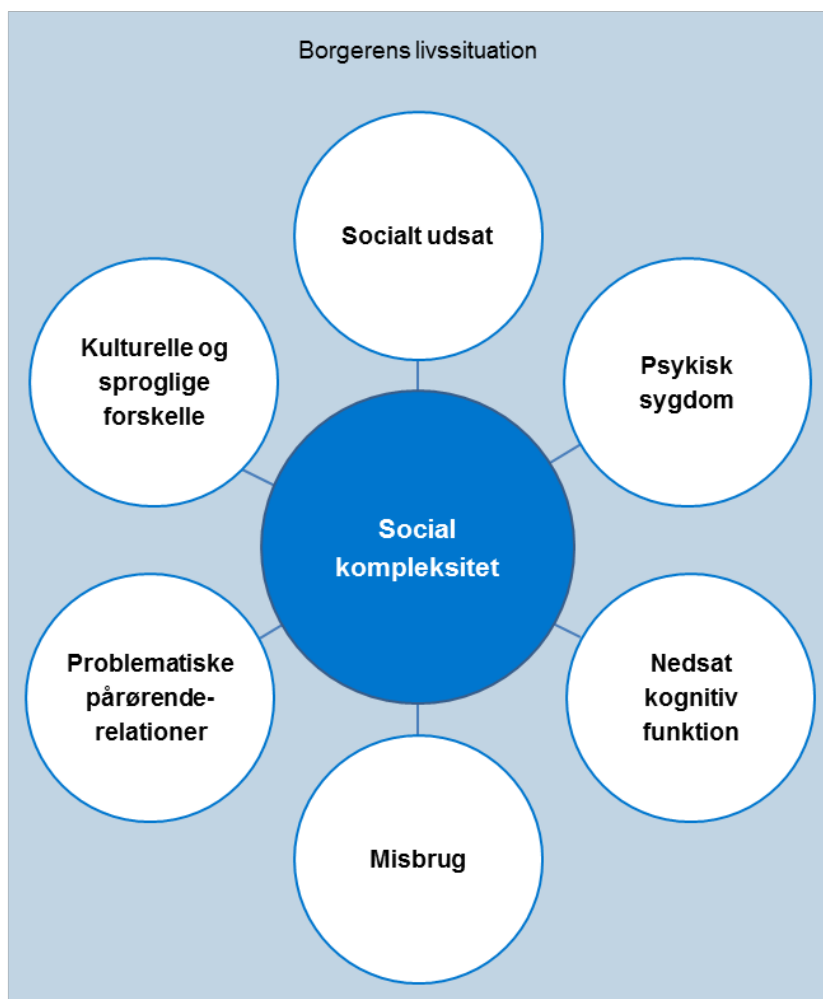 Borgerens livssituation
Socialt udsat
Kulturelle og
sproglige
forskelle
Psykisk
sygdom
Social
kompleksitet
Problematiske
pårørende-
relationer
Nedsat
kognitiv
funktion
Misbrug